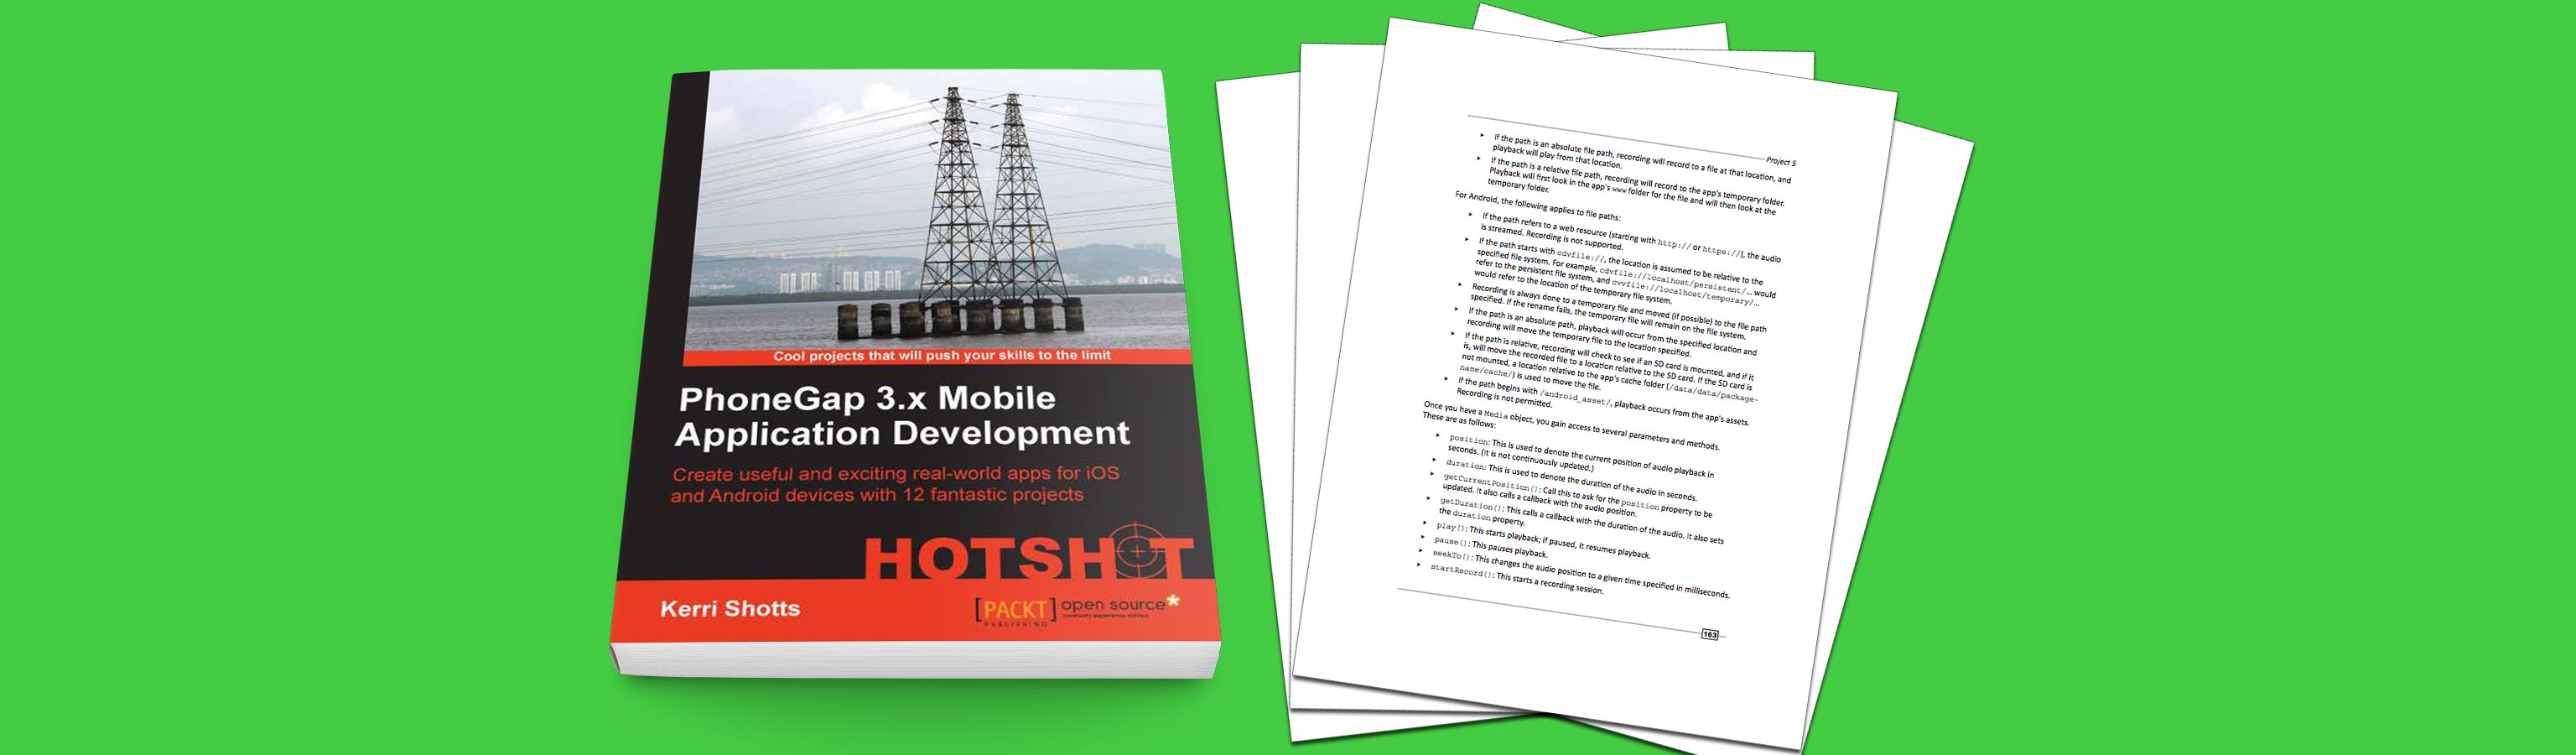 Cool projects that will push your skills to the limit
PhoneGap 3.x Mobile
Application Development
Create useful and exciting real-world apps for iOS
and Android devices with 12 fantastic projects
HOTSHOT
Kerri Shotts
[PACKT] open source*
PUBLISHING
Project 5
▸ If the path is an absolute file path, recording will record to a file at that location, and
playback will play from that location.
▸ If the path is a relative file path, recording will record to the app's temporary folder.
Playback will first look in the app's www folder for the file and will then look at the
temporary folder.
For Android, the following applies to file paths:
▸ If the path refers to a web resource (starting with http:// or https://), the audio
is streamed. Recording is not supported.
▸ If the path starts with cdvfile://, the location is assumed to be relative to the
specified file system. For example, cdvfile://localhost/persistent/… would
refer to the persistent file system, and cvvfile://localhost/temporary/…
would refer to the location of the temporary file system.
▸ Recording is always done to a temporary file and moved (if possible) to the file path
specified. If the rename fails, the temporary file will remain on the file system.
▸ If the path is an absolute path, playback will occur from the specified location and
recording will move the temporary file to the location specified.
▸ If the path is relative, recording will check to see if an SD card is mounted, and if it
is, will move the recorded file to a location relative to the SD card. If the SD card is
not mounted, a location relative to the app's cache folder (/data/data/package-
name/cache/) is used to move the file.
▸ If the path begins with /android_asset/, playback occurs from the app's assets.
Recording is not permitted.
Once you have a Media object, you gain access to several parameters and methods.
These are as follows:
▸ position: This is used to denote the current position of audio playback in
seconds. (It is not continuously updated.)
▸ duration: This is used to denote the duration of the audio in seconds.
▸ getCurrentPosition(): Call this to ask for the position property to be
updated. It also calls a callback with the audio position.
▸ getDuration(): This calls a callback with the duration of the audio. It also sets
the duration property.
▸ play(): This starts playback; if paused, it resumes playback.
▸ pause(): This pauses playback.
▸ seekTo(): This changes the audio position to a given time specified in milliseconds.
▸ startRecord(): This starts a recording session.
163